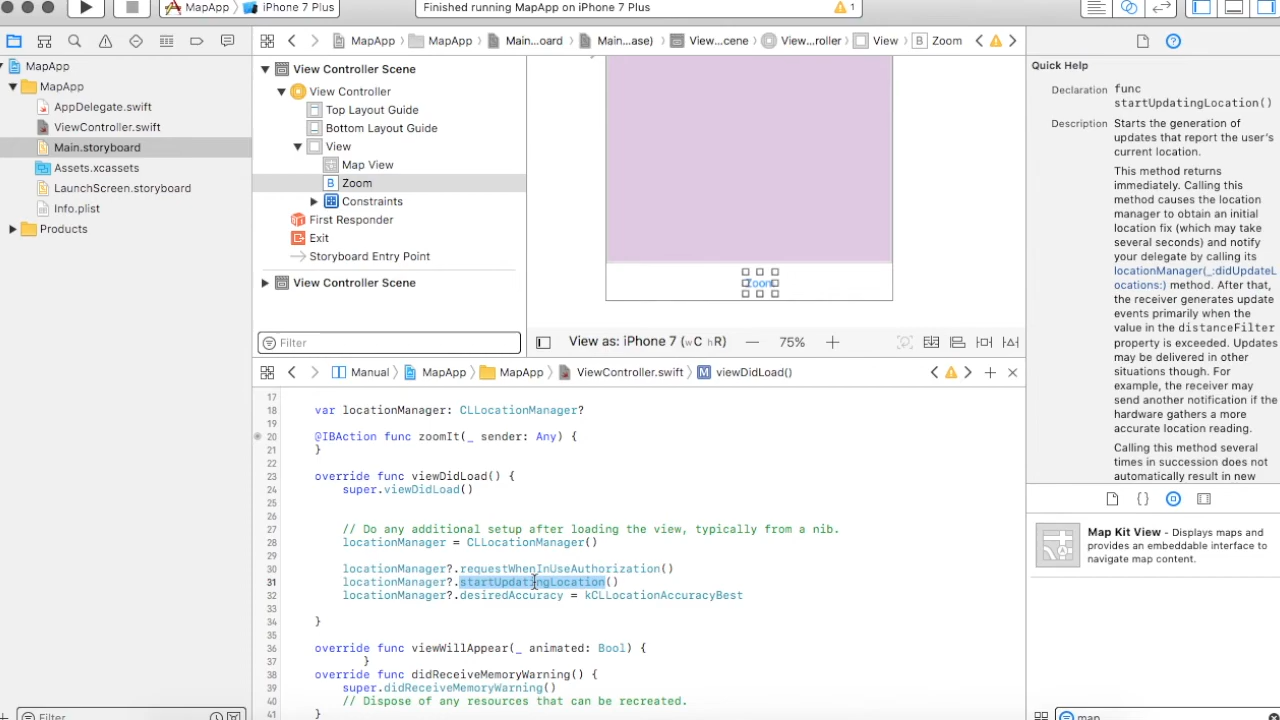 MapApp iPhone 7 Plus
Finished running MapApp on iPhone 7 Plus
1
MapApp
MapApp
AppDelegate.swift
ViewController.swift
Main.storyboard
Assets.xcassets
LaunchScreen.storyboard
Info.plist
Products
Filter
MapApp MapApp Main...oard Main...ase) View...cene View...roller View B Zoom
View Controller Scene
View Controller
Top Layout Guide
Bottom Layout Guide
View
Map View
B Zoom
Constraints
First Responder
Exit
Storyboard Entry Point
View Controller Scene
Filter
Zoom
View as: iPhone 7 (wC hR) — 75% +
Manual MapApp MapApp ViewController.swift M viewDidLoad()
17
18 var locationManager: CLLocationManager?
20 @IBAction func zoomIt(_ sender: Any) {
21 }
22
23 override func viewDidLoad() {
24 super.viewDidLoad()
25
26
27 // Do any additional setup after loading the view, typically from a nib.
28 locationManager = CLLocationManager()
30 locationManager?.requestWhenInUseAuthorization()
31 locationManager?.startUpdatingLocation()
32 locationManager?.desiredAccuracy = kCLLocationAccuracyBest
33
34 }
35
36 override func viewWillAppear(_ animated: Bool) {
37 }
38 override func didReceiveMemoryWarning() {
39 super.didReceiveMemoryWarning()
40 // Dispose of any resources that can be recreated.
41 }
Quick Help
Declaration func
startUpdatingLocation()
Description Starts the generation of
updates that report the user's
current location.
This method returns
immediately. Calling this
method causes the location
manager to obtain an initial
location fix (which may take
several seconds) and notify
your delegate by calling its
locationManager(_:didUpdateL
ocations:) method. After that,
the receiver generates update
events primarily when the
value in the distanceFilter
property is exceeded. Updates
may be delivered in other
situations though. For
example, the receiver may
send another notification if the
hardware gathers a more
accurate location reading.
Calling this method several
times in succession does not
automatically result in new
{ }
Map Kit View - Displays maps and
provides an embeddable interface to
navigate map content.
map